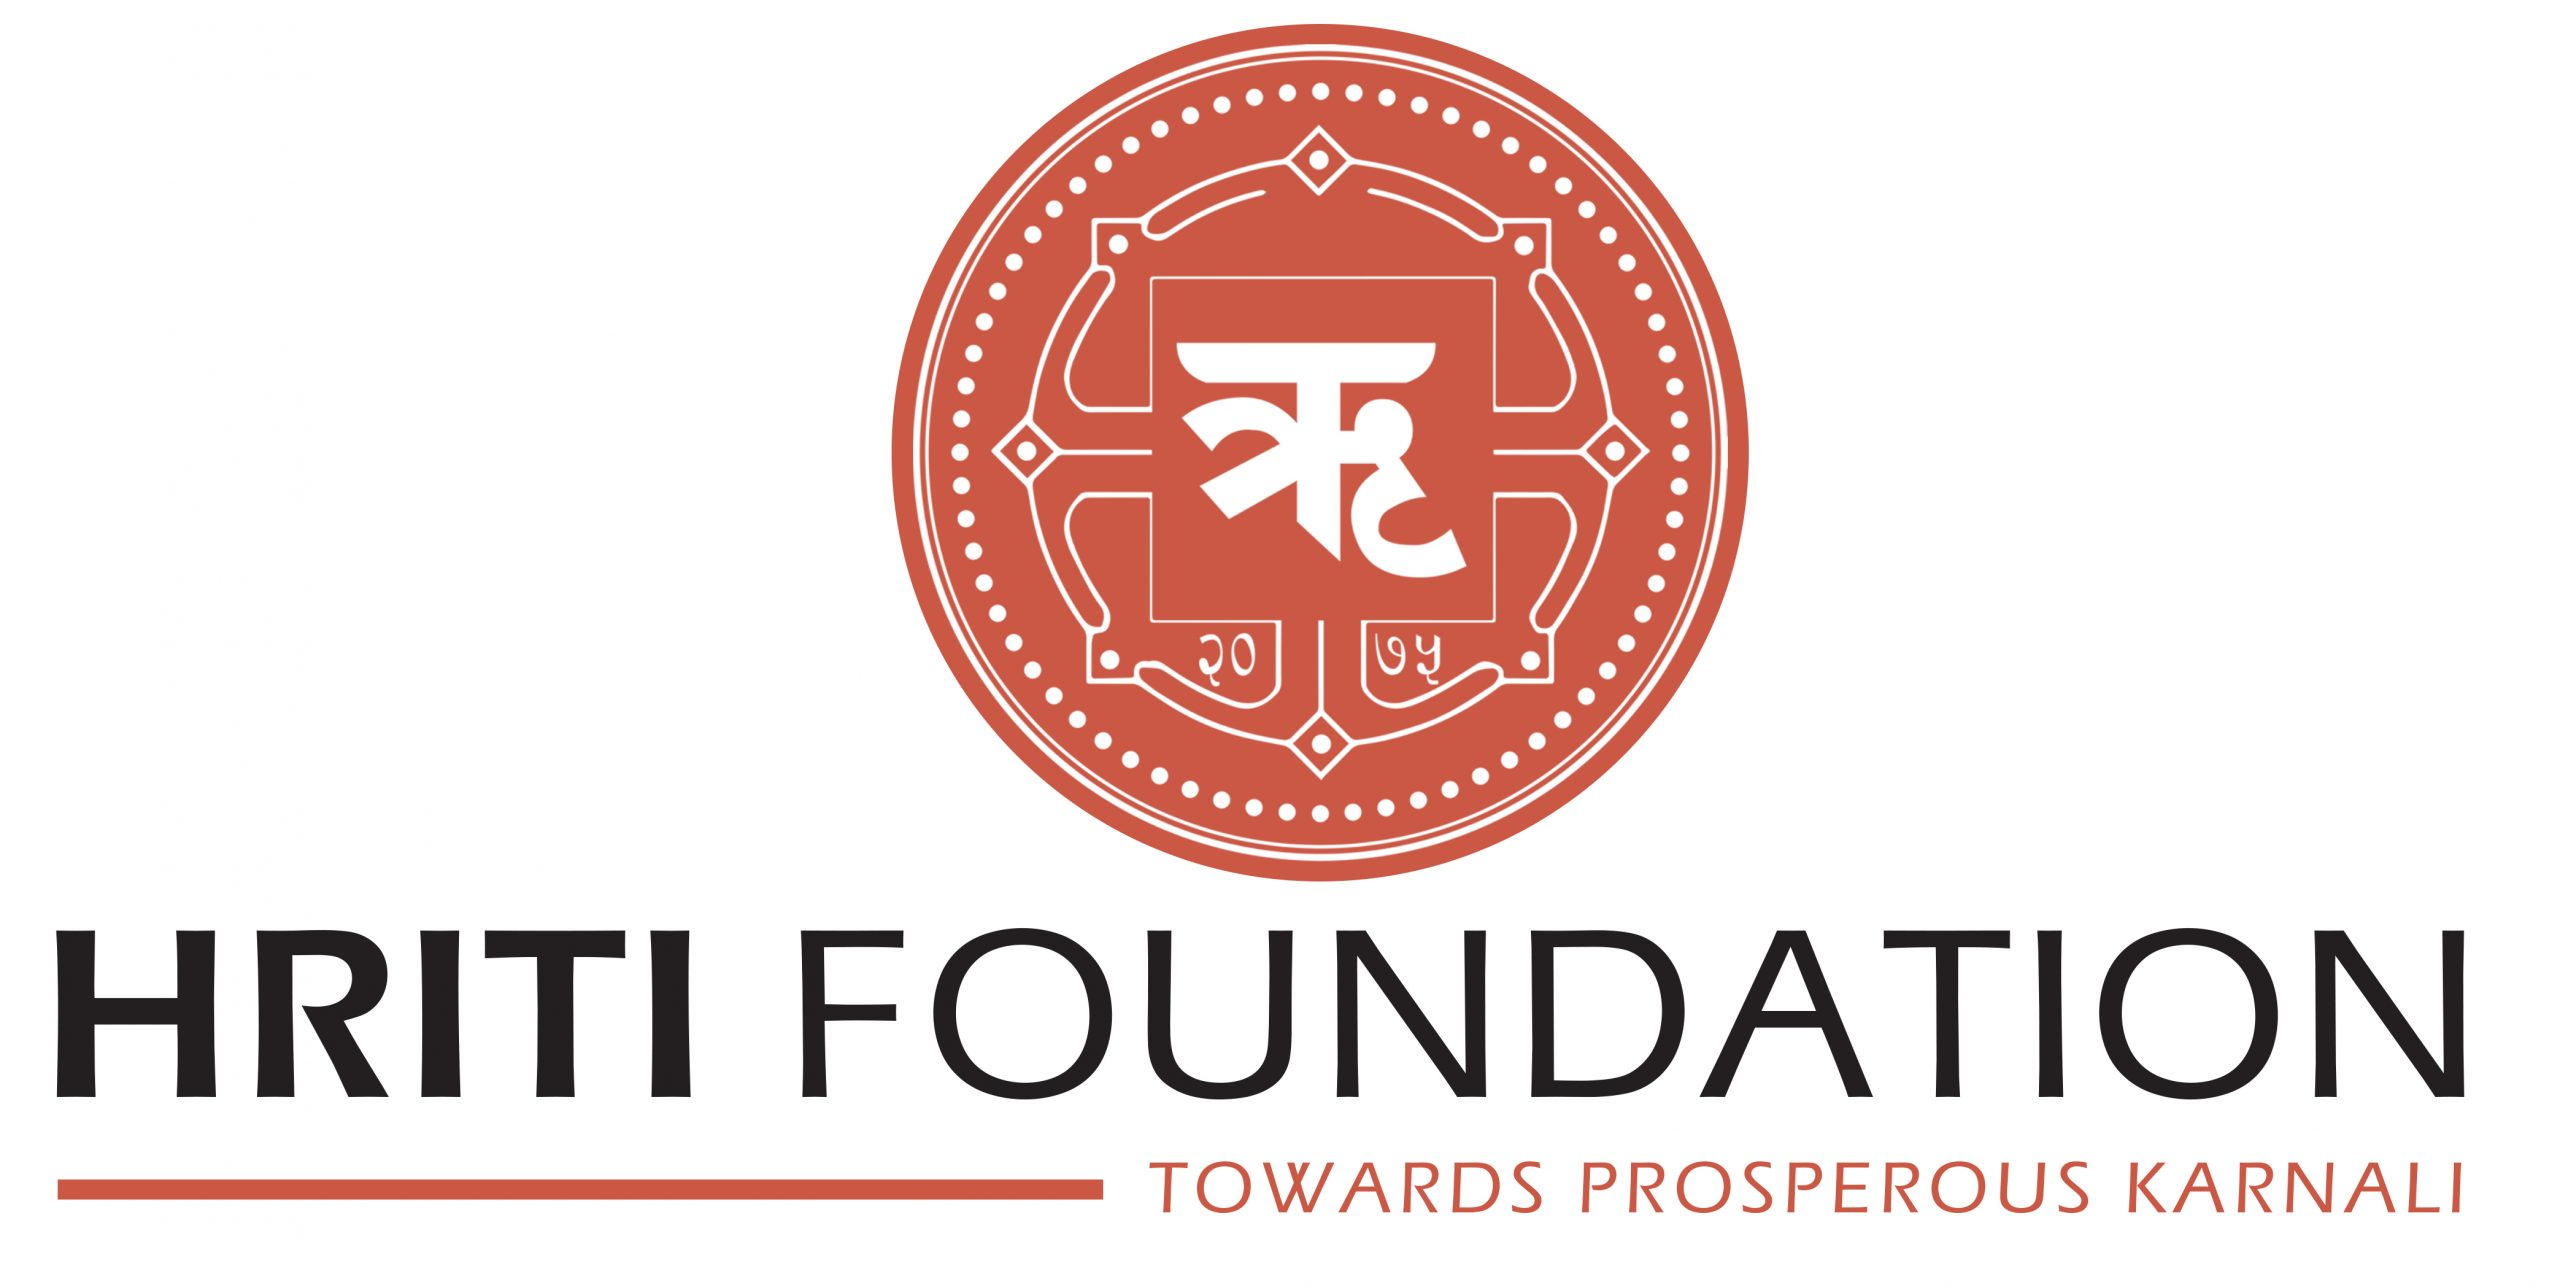 ऋ
२० ७५
HRITI FOUNDATION
TOWARDS PROSPEROUS KARNALI